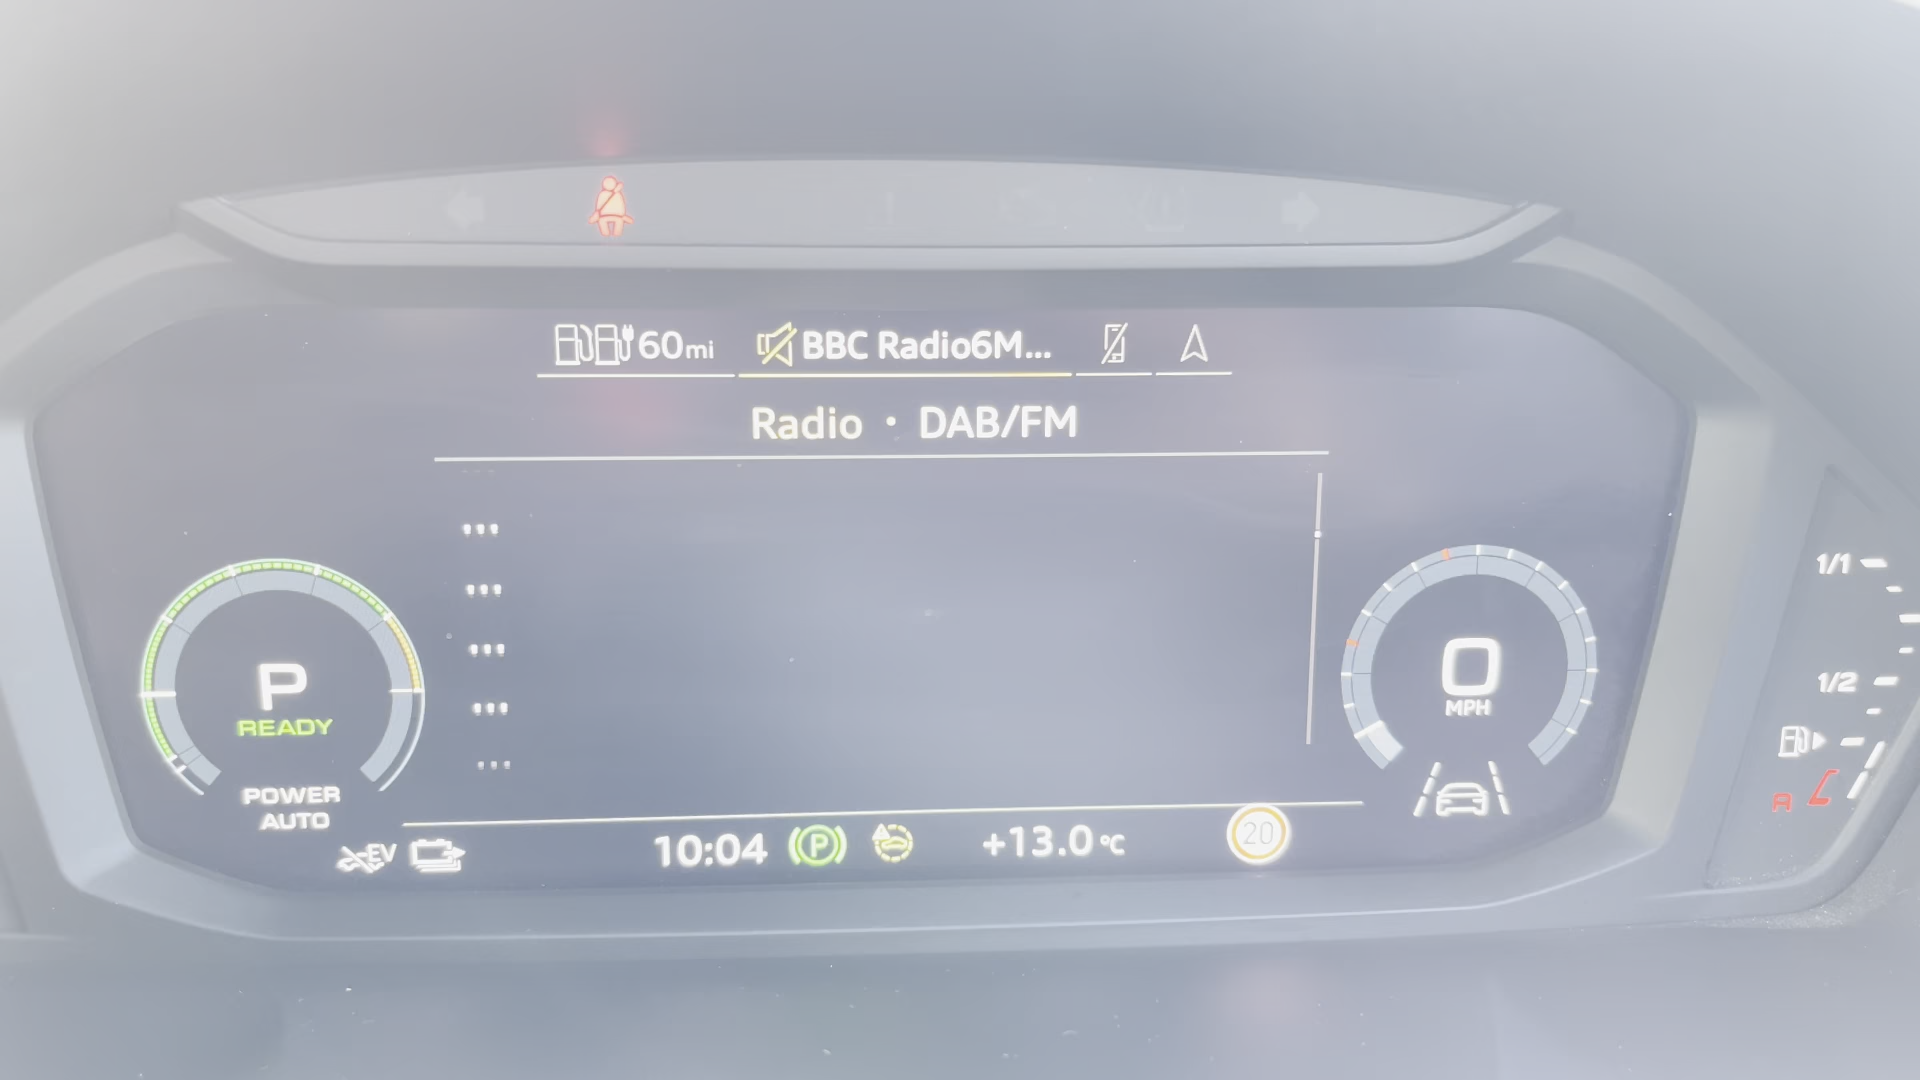 60mi BBC Radio6M...
Radio • DAB/FM
...
...
...
...
...
P
READY
POWER
AUTO
EV
10:04
P
+13.0 °C
20
0
MPH
1/1
1/2
R